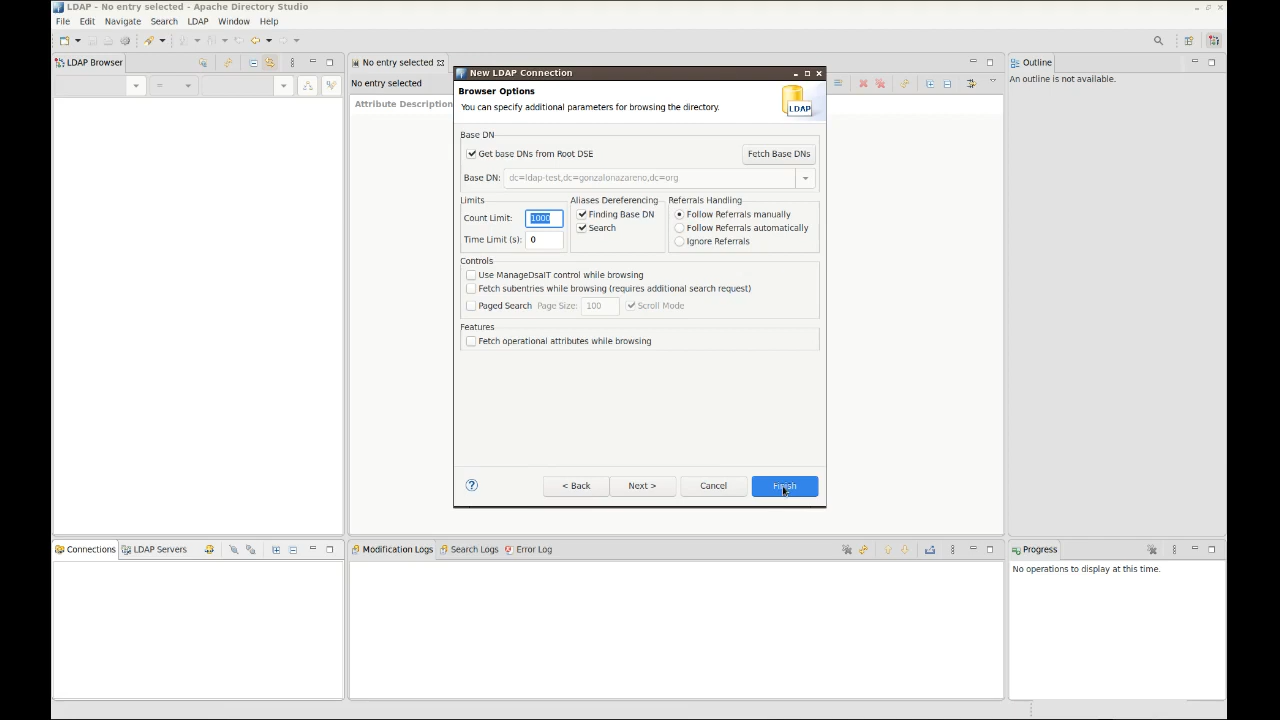 LDAP - No entry selected - Apache Directory Studio
File Edit Navigate Search LDAP Window Help
LDAP Browser
=
No entry selected
No entry selected
Attribute Description
Outline
An outline is not available.
New LDAP Connection
Browser Options
You can specify additional parameters for browsing the directory.
LDAP
Base DN
Get base DNs from Root DSE
Fetch Base DNs
Base DN: dc=ldap-test,dc=gonzalonazareno,dc=org
Limits
Count Limit: 1000
Time Limit (s): 0
Aliases Dereferencing
Finding Base DN
Search
Referrals Handling
Follow Referrals manually
Follow Referrals automatically
Ignore Referrals
Controls
Use ManageDsaIT control while browsing
Fetch subentries while browsing (requires additional search request)
Paged Search Page Size: 100 Scroll Mode
Features
Fetch operational attributes while browsing
? < Back Next > Cancel Finish
Connections LDAP Servers
Modification Logs Search Logs Error Log
Progress
No operations to display at this time.